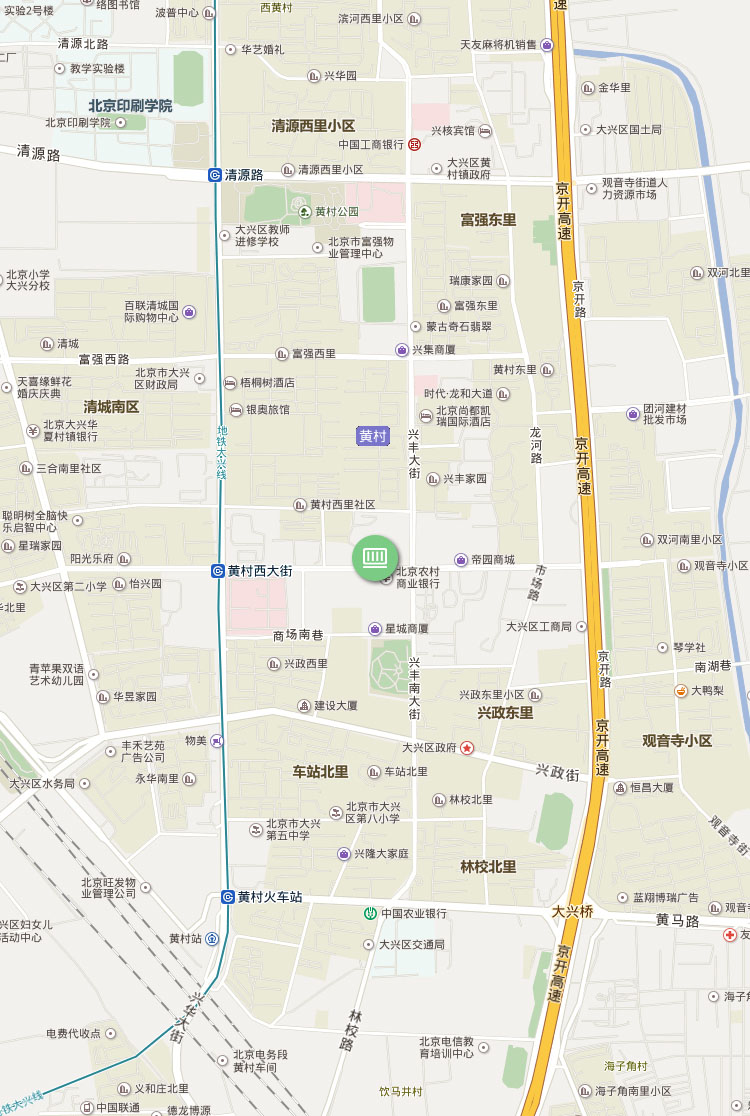 络图书馆
西黄村
实验2号楼
波普中心
滨河西里小区
清源北路
天友麻将机销售
华艺婚礼
二厂
教学实验楼
兴华园
金华里
北京印刷学院
北京印刷学院
清源西里小区
兴核宾馆
大兴区国土局
中国工商银行
清源路
清源路
清源西里小区
大兴区黄
村镇政府
观音寺街道人
力资源市场
京开高速
黄村公园
富强东里
大兴区教师
进修学校
北京市富强物
业管理中心
北京小学
大兴分校
双河北里
瑞康家园
京开路
百联清城国
际购物中心
富强东里
蒙古奇石翡翠
清城
富强西路
富强西里
兴集商厦
黄村东里
天喜缘鲜花
婚庆庆典
北京市大兴
区财政局
梧桐树酒店
时代·龙和大道
清城南区
银奥旅馆
北京尚都凯
瑞国际酒店
团河建材
批发市场
北京大兴华
夏村镇银行
地铁大兴线
黄村
兴丰大街
龙河路
京开高速
三合南里社区
兴丰家园
黄村西里社区
聪明树全脑快
乐启智中心
星瑞家园
双河南里小区
阳光乐府
黄村西大街
北京农村
商业银行
帝园商城
市场路
观音寺小区
大兴区第二小学
怡兴园
华北里
商场南巷
星城商厦
大兴区工商局
琴学社
青苹果双语
艺术幼儿园
兴政西里
兴丰南大街
京开路
南湖巷
华昱家园
兴政东里小区
大鸭梨
建设大厦
兴政东里
京开高速
物美
丰禾艺苑
广告公司
大兴区政府
观音寺小区
大兴区水务局
永华南里
车站北里
车站北里
兴政街
恒昌大厦
林校北里
北京市大兴
区第八小学
北京市大兴
第五中学
观音寺街
兴隆大家庭
林校北里
北京旺发物
业管理公司
黄村火车站
中国农业银行
大兴桥
蓝翔博瑞广告
观音寺
黄马路
兴区妇女儿
活动中心
黄村站
大兴区交通局
友
京开高速
兴华大街
林校路
海子角
电费代收点
北京电务段
黄村车间
北京电信教
育培训中心
海子角村
地铁大兴线
义和庄北里
饮马井村
海子角南里小区
中国联通
德龙博源